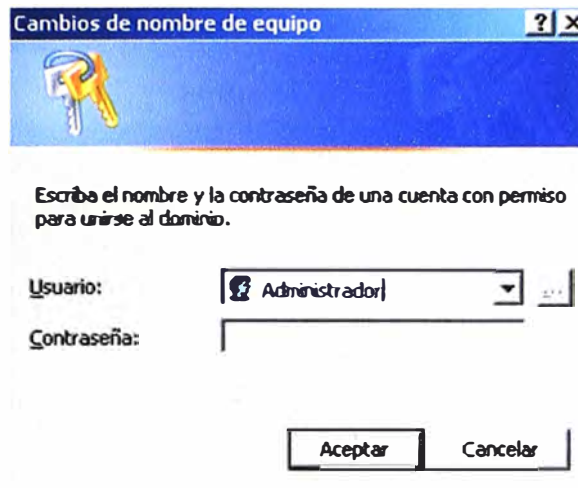 Cambios de nombre de equipo
Escriba el nombre y la contraseña de una cuenta con permiso
para unirse al dominio.
Usuario:
Administrador
...
Contraseña:
Aceptar
Cancelar